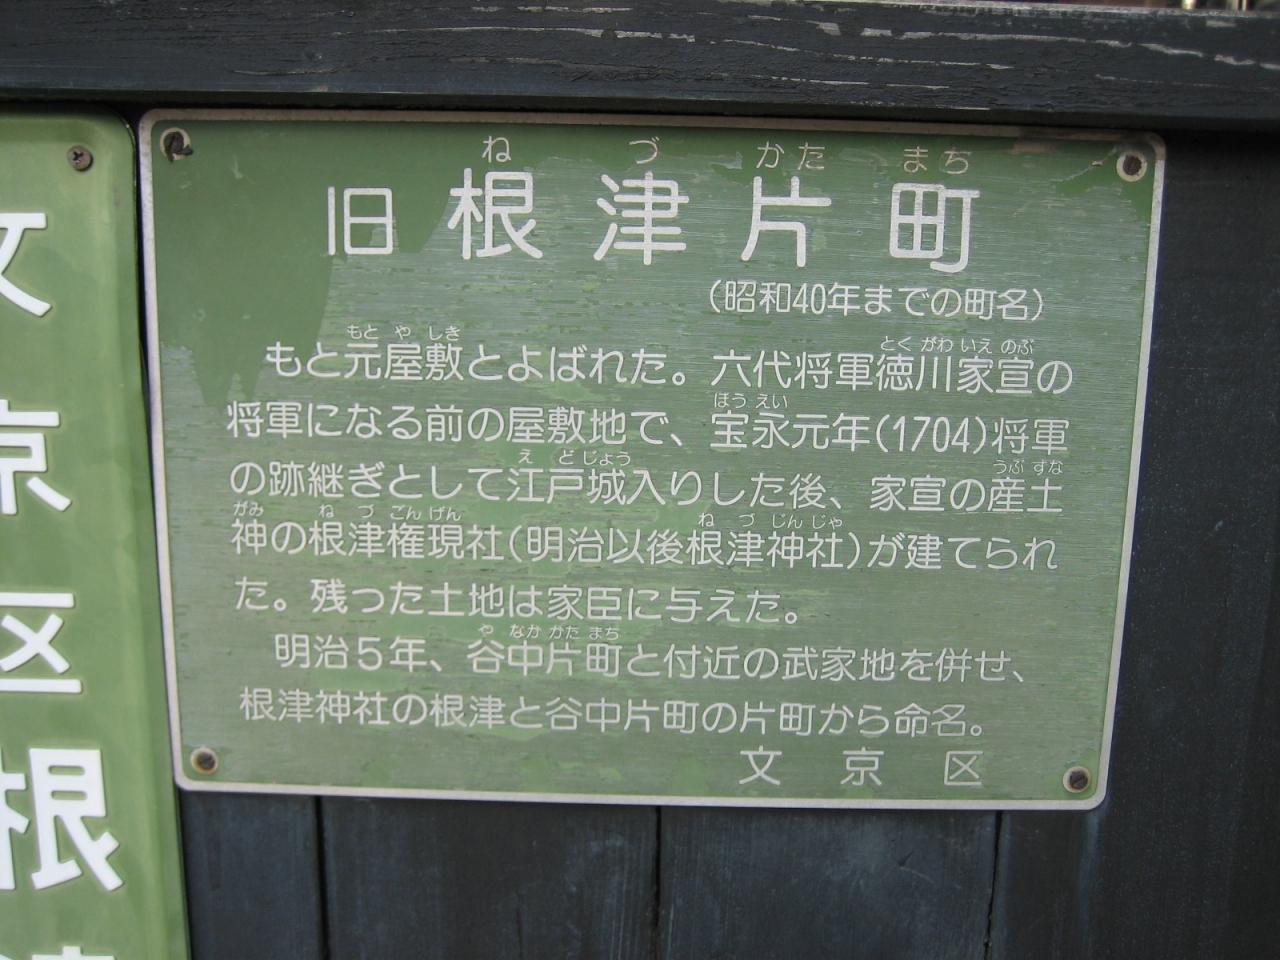 ね づ かた まち
旧根津片町
(昭和40年までの町名)
もと や しき とく がわ いえ のぶ
もと元屋敷とよばれた。六代将軍徳川家宣の
ほう えい
将軍になる前の屋敷地で、宝永元年(1704)将軍
え ど じょう うぶ すな
の跡継ぎとして江戸城入りした後、家宣の産土
がみ ね づ ごん げん ね づ じん じゃ
神の根津権現社(明治以後根津神社)が建てられ
た。残った土地は家臣に与えた。
や なか かた まち
明治5年、谷中片町と付近の武家地を併せ、
根津神社の根津と谷中片町の片町から命名。
文京区
文京区根